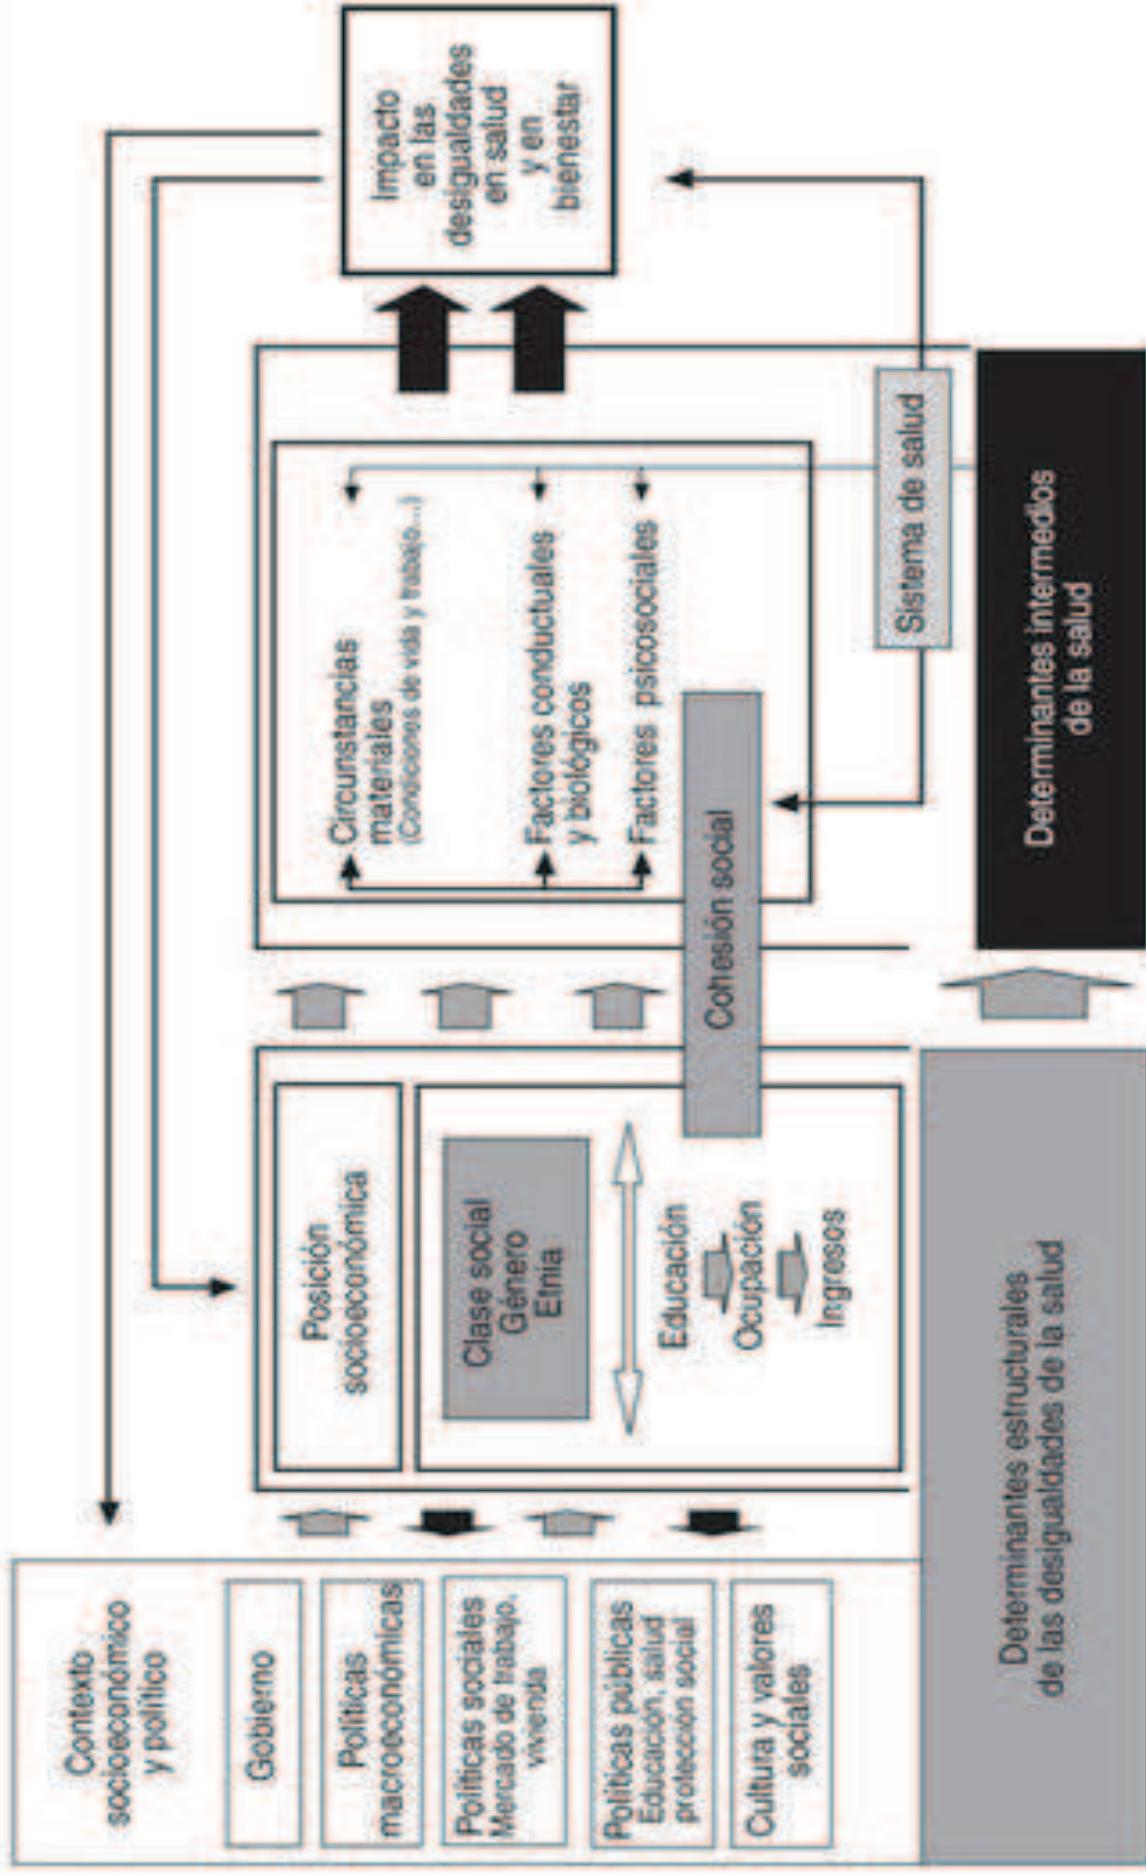 Contexto
socioeconómico
y político
Gobierno
Políticas
macroeconómicas
Políticas sociales
Mercado de trabajo,
vivienda
Políticas públicas
Educación, salud
protección social
Cultura y valores
sociales
Posición
socioeconómica
Clase social
Género
Etnia
Educación
Ocupación
Ingresos
Cohesión social
Circunstancias
materiales
(Condiciones de vida y trabajo...)
Factores conductuales
y biológicos
Factores psicosociales
Sistema de salud
Impacto
en las
desigualdades
en salud
y en
bienestar
Determinantes estructurales
de las desigualdades de la salud
Determinantes intermedios
de la salud